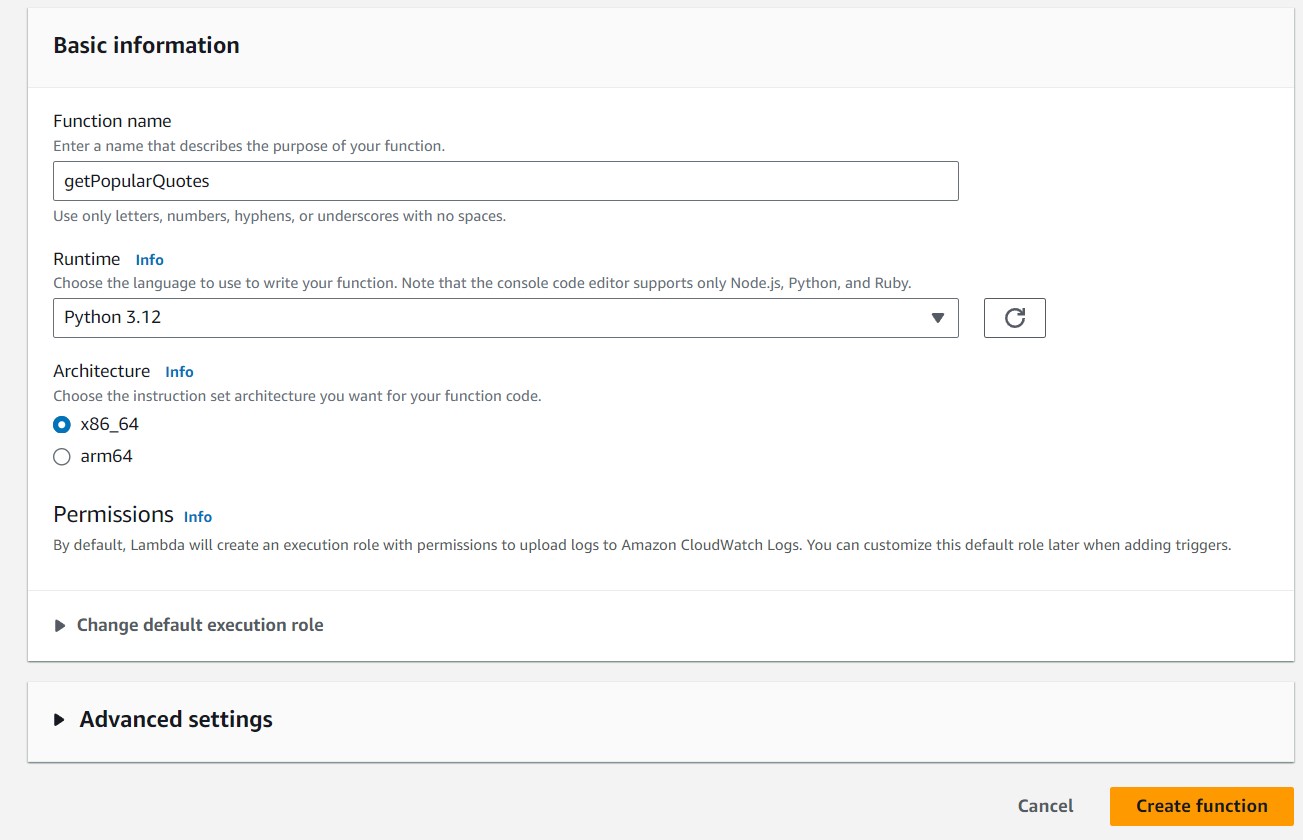 Basic information
Function name
Enter a name that describes the purpose of your function.
getPopularQuotes
Use only letters, numbers, hyphens, or underscores with no spaces.
Runtime Info
Choose the language to use to write your function. Note that the console code editor supports only Node.js, Python, and Ruby.
Python 3.12
Architecture Info
Choose the instruction set architecture you want for your function code.
x86_64
arm64
Permissions Info
By default, Lambda will create an execution role with permissions to upload logs to Amazon CloudWatch Logs. You can customize this default role later when adding triggers.
Change default execution role
Advanced settings
Cancel Create function